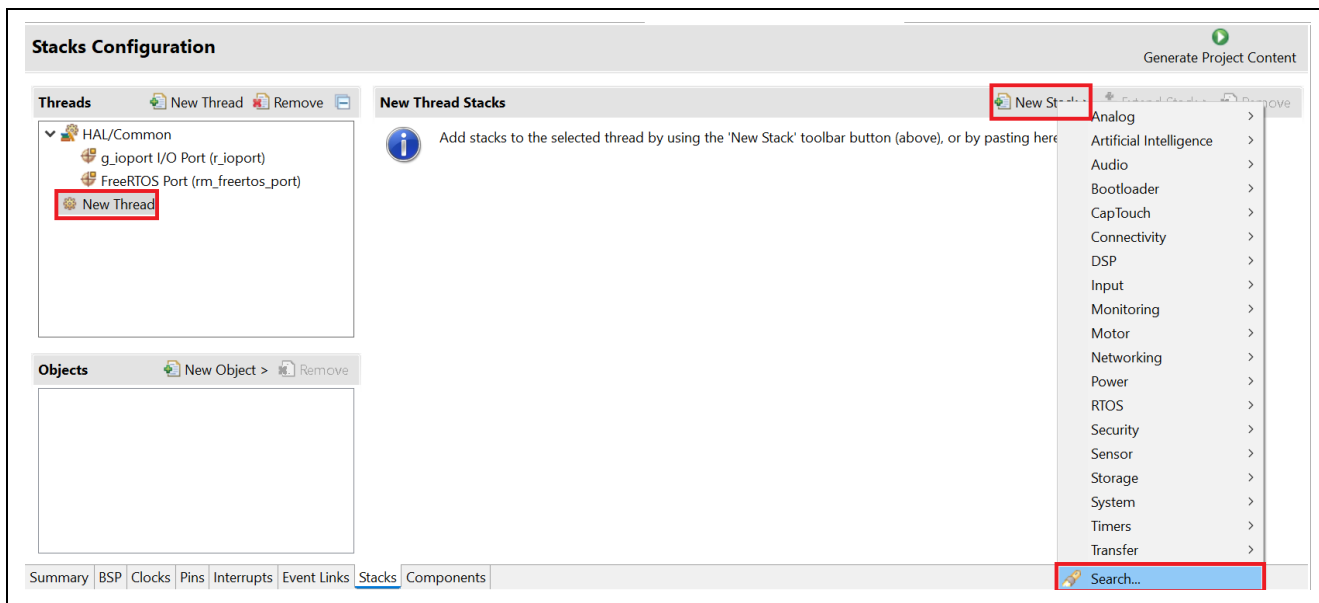 Stacks Configuration
Generate Project Content
Threads
New Thread
Remove
HAL/Common
g_ioport I/O Port (r_ioport)
FreeRTOS Port (rm_freertos_port)
New Thread
Objects
New Object >
Remove
New Thread Stacks
New Stack >
Extend Stack >
Remove
Add stacks to the selected thread by using the 'New Stack' toolbar button (above), or by pasting here
Analog >
Artificial Intelligence >
Audio >
Bootloader >
CapTouch >
Connectivity >
DSP >
Input >
Monitoring >
Motor >
Networking >
Power >
RTOS >
Security >
Sensor >
Storage >
System >
Timers >
Transfer >
Search...
Summary BSP Clocks Pins Interrupts Event Links Stacks Components